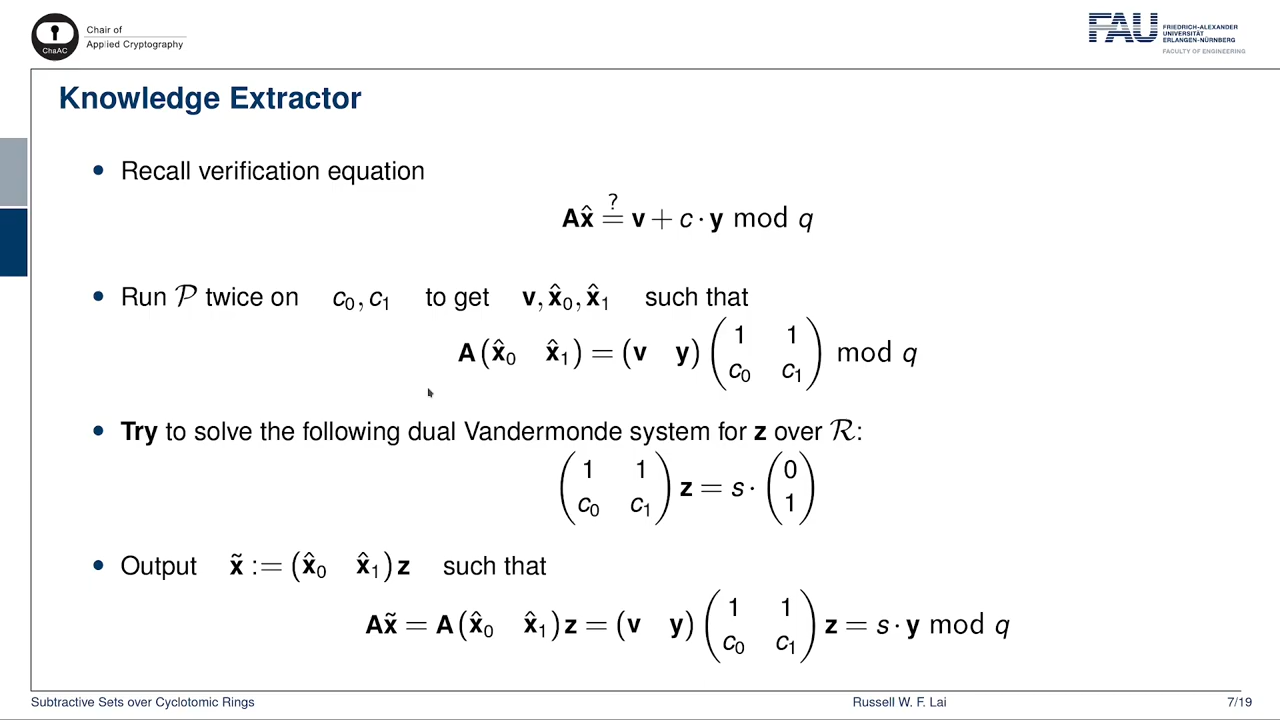 Chair of
Applied Cryptography
ChaAC
FAU FRIEDRICH-ALEXANDER
UNIVERSITÄT
ERLANGEN-NÜRNBERG
FACULTY OF ENGINEERING
Knowledge Extractor
• Recall verification equation
Ax̂ ≟ v + c · y mod q
• Run 𝒫 twice on c₀, c₁ to get v, x̂₀, x̂₁ such that
A (x̂₀ x̂₁) = (v y) (1 1; c₀ c₁) mod q
• Try to solve the following dual Vandermonde system for z over ℛ:
(1 1; c₀ c₁) z = s · (0; 1)
• Output x̃ := (x̂₀ x̂₁) z such that
Ax̃ = A (x̂₀ x̂₁) z = (v y) (1 1; c₀ c₁) z = s · y mod q
Subtractive Sets over Cyclotomic Rings Russell W. F. Lai 7/19